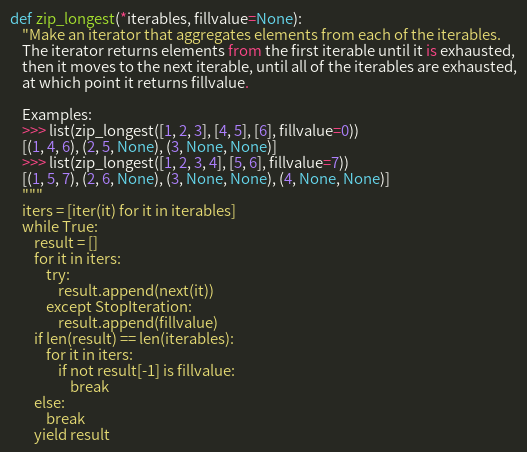 def zip_longest(*iterables, fillvalue=None):
"Make an iterator that aggregates elements from each of the iterables.
The iterator returns elements from the first iterable until it is exhausted,
then it moves to the next iterable, until all of the iterables are exhausted,
at which point it returns fillvalue.
Examples:
>>> list(zip_longest([1, 2, 3], [4, 5], [6], fillvalue=0))
[(1, 4, 6), (2, 5, None), (3, None, None)]
>>> list(zip_longest([1, 2, 3, 4], [5, 6], fillvalue=7))
[(1, 5, 7), (2, 6, None), (3, None, None), (4, None, None)]
"""
iters = [iter(it) for it in iterables]
while True:
result = []
for it in iters:
try:
result.append(next(it))
except StopIteration:
result.append(fillvalue)
if len(result) == len(iterables):
for it in iters:
if not result[-1] is fillvalue:
break
else:
break
yield result